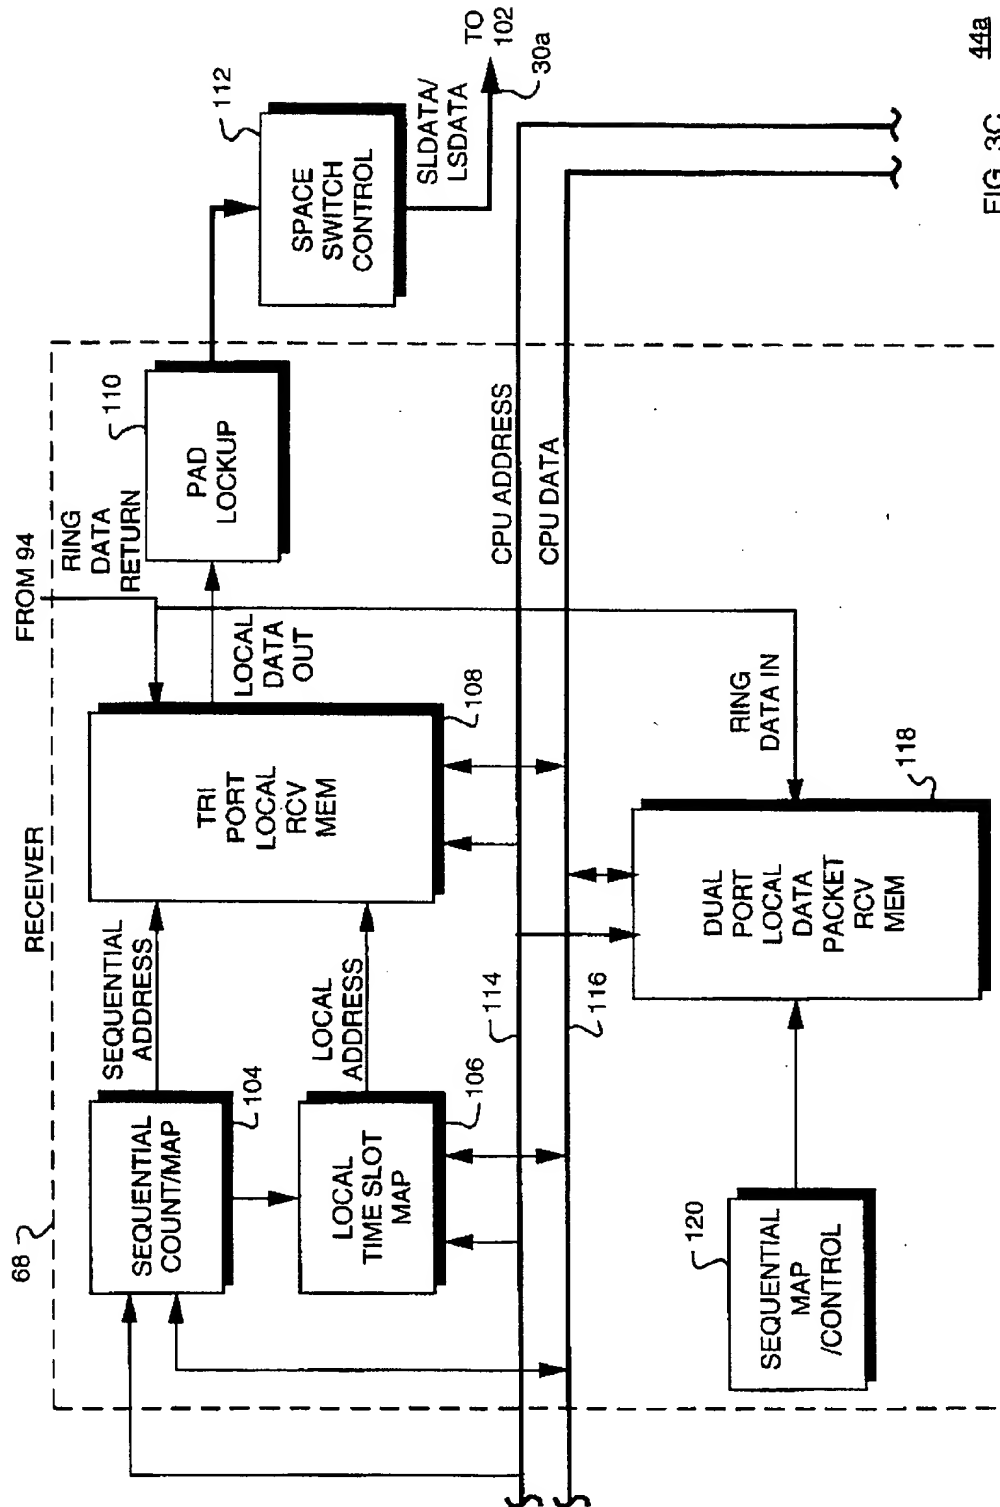 68
RECEIVER
FROM 94
SEQUENTIAL
COUNT/MAP
104
SEQUENTIAL
ADDRESS
TRI
PORT
LOCAL
RCV
MEM
108
RING
DATA
RETURN
LOCAL
DATA
OUT
PAD
LOCKUP
110
SPACE
SWITCH
CONTROL
112
SLDATA/
LSDATA
TO
102
30a
LOCAL
TIME SLOT
MAP
106
LOCAL
ADDRESS
114
CPU ADDRESS
116
CPU DATA
SEQUENTIAL
MAP
/CONTROL
120
DUAL
PORT
LOCAL
DATA
PACKET
RCV
MEM
118
RING
DATA IN
44a
FIG. 3C